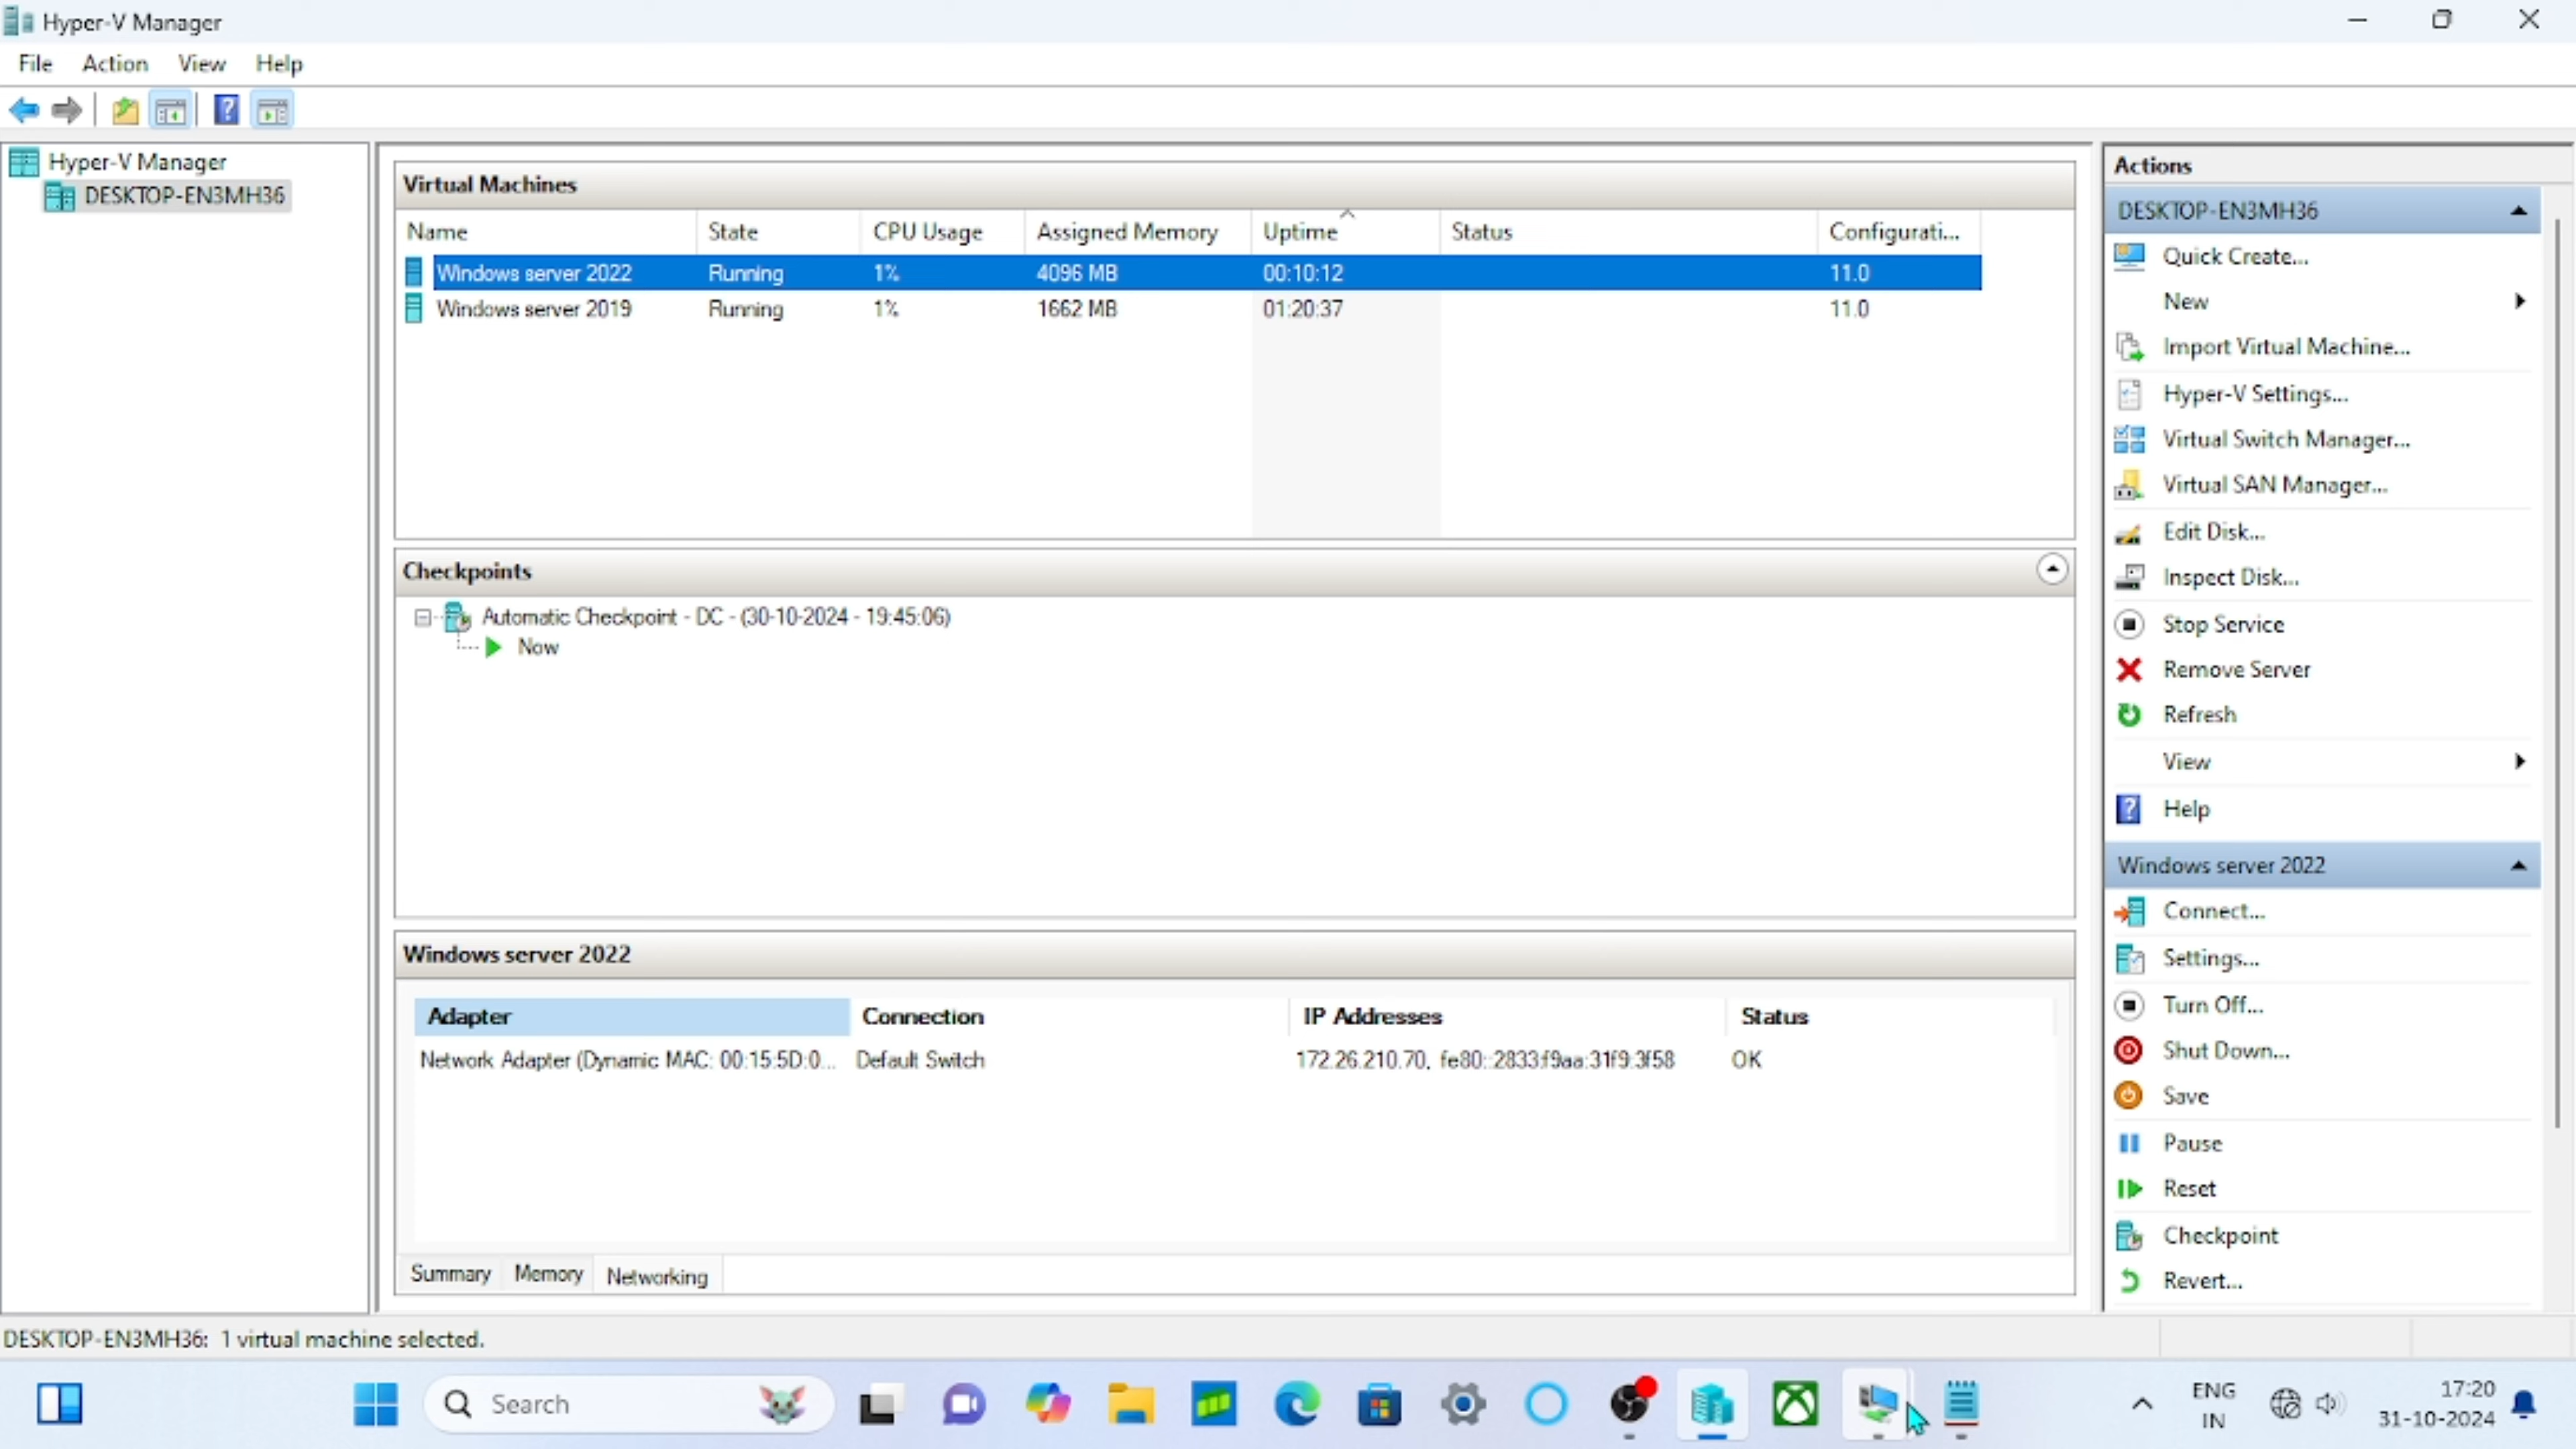 Hyper-V Manager
File Action View Help
Hyper-V Manager
DESKTOP-EN3MH36
Virtual Machines
Name State CPU Usage Assigned Memory Uptime Status Configurati...
Windows server 2022 Running 1% 4096 MB 00:10:12 11.0
Windows server 2019 Running 1% 1662 MB 01:20:37 11.0
Checkpoints
Automatic Checkpoint - DC - (30-10-2024 - 19:45:06)
Now
Windows server 2022
Adapter Connection IP Addresses Status
Network Adapter (Dynamic MAC: 00:15:5D:0... Default Switch 172.26.210.70, fe80::2833:f9aa:31f9:3f58 OK
Summary Memory Networking
Actions
DESKTOP-EN3MH36
Quick Create...
New
Import Virtual Machine...
Hyper-V Settings...
Virtual Switch Manager...
Virtual SAN Manager...
Edit Disk...
Inspect Disk...
Stop Service
Remove Server
Refresh
View
Help
Windows server 2022
Connect...
Settings...
Turn Off...
Shut Down...
Save
Pause
Reset
Checkpoint
Revert...
DESKTOP-EN3MH36: 1 virtual machine selected.
Search
ENG
IN
17:20
31-10-2024